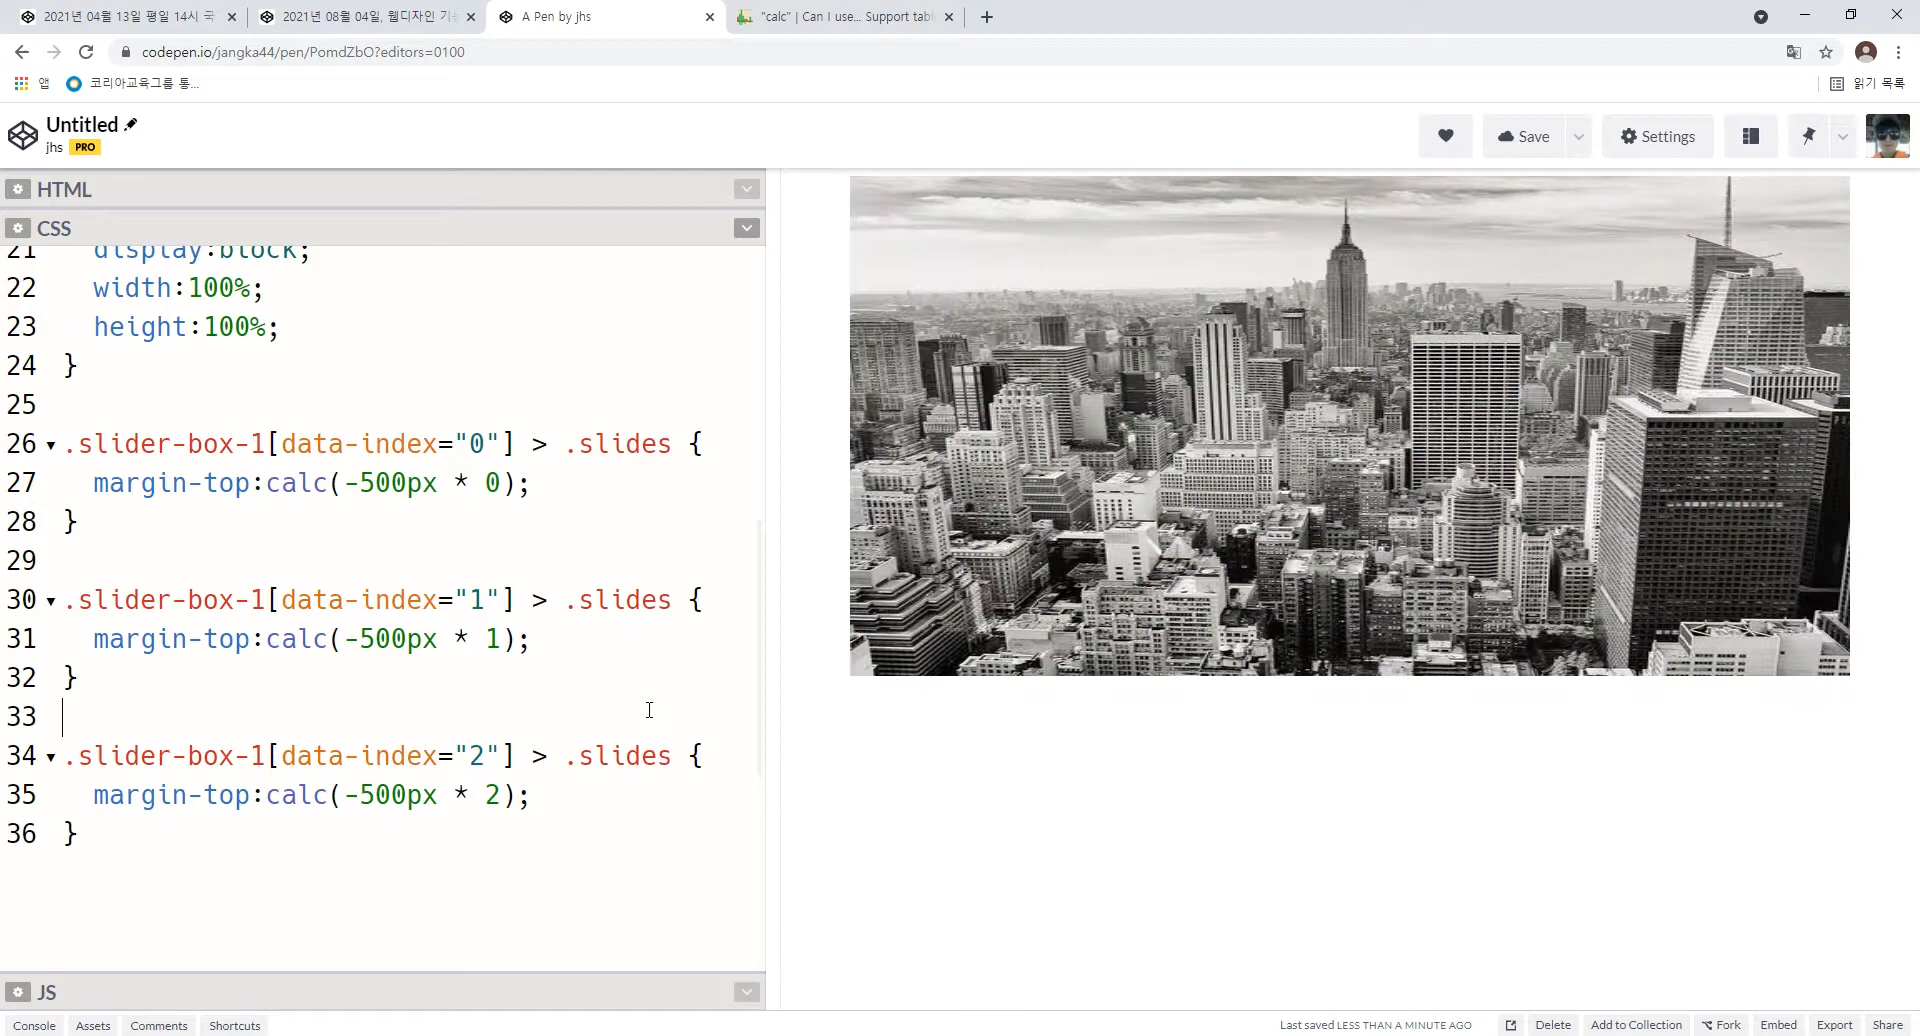 2021년 04월 13일 평일 14시 국
2021년 08월 04일, 웹디자인 기
A Pen by jhs
"calc" | Can I use... Support tab
codepen.io/jangka44/pen/PomdZbO?editors=0100
앱
코리아교육그룹 통...
읽기 목록
Untitled
jhs PRO
Save
Settings
HTML
CSS
21 display:block;
22 width:100%;
23 height:100%;
24 }
25
26 .slider-box-1[data-index="0"] > .slides {
27 margin-top:calc(-500px * 0);
28 }
29
30 .slider-box-1[data-index="1"] > .slides {
31 margin-top:calc(-500px * 1);
32 }
33
34 .slider-box-1[data-index="2"] > .slides {
35 margin-top:calc(-500px * 2);
36 }
JS
Console Assets Comments Shortcuts
Last saved LESS THAN A MINUTE AGO Delete Add to Collection Fork Embed Export Share